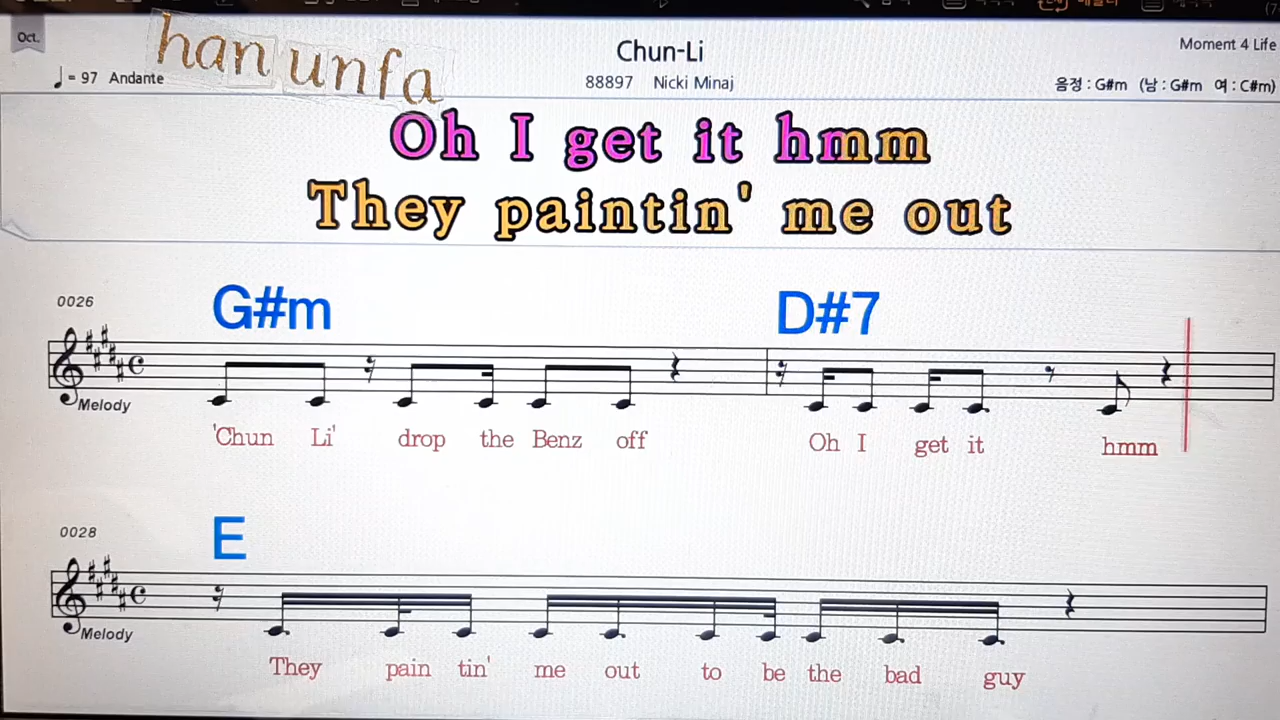 Oct.
han unfa
Chun-Li
Moment 4 Life
♩ = 97 Andante
88897 Nicki Minaj
음정 : G#m (남 : G#m 여 : C#m)
Oh I get it hmm
They paintin' me out
0026
G#m D#7
Melody
'Chun Li' drop the Benz off Oh I get it hmm
0028
E
Melody
They pain tin' me out to be the bad guy